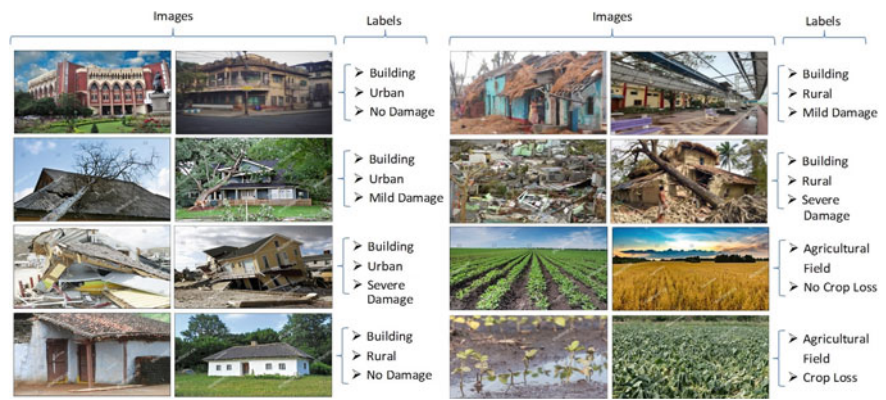 Images
Labels
➢ Building
➢ Urban
➢ No Damage
➢ Building
➢ Urban
➢ Mild Damage
➢ Building
➢ Urban
➢ Severe
Damage
➢ Building
➢ Rural
➢ No Damage
Images
Labels
➢ Building
➢ Rural
➢ Mild Damage
➢ Building
➢ Rural
➢ Severe
Damage
➢ Agricultural
Field
➢ No Crop Loss
➢ Agricultural
Field
➢ Crop Loss